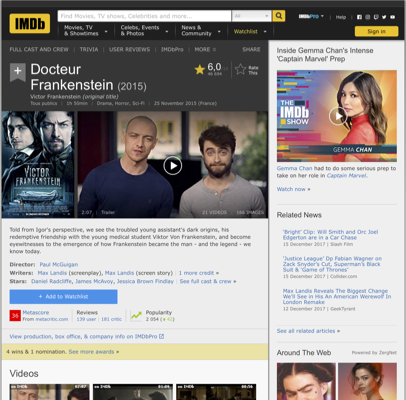 IMDb
Find Movies, TV shows, Celebrities and more...
All
IMDbPro
Help
Movies, TV
& Showtimes
Celebs, Events
& Photos
News &
Community
Watchlist
Sign in
FULL CAST AND CREW | TRIVIA | USER REVIEWS | IMDbPro | MORE
SHARE
Docteur
Frankenstein (2015)
Victor Frankenstein (original title)
Tous publics | 1h 50min | Drama, Horror, Sci-Fi | 25 November 2015 (France)
6,0
Rate
This
VICTOR
FRANKENSTEIN
2:07 | Trailer
21 VIDEOS | 166 IMAGES
Told from Igor's perspective, we see the troubled young assistant's dark origins, his
redemptive friendship with the young medical student Viktor Von Frankenstein, and become
eyewitnesses to the emergence of how Frankenstein became the man - and the legend - we
know today.
Director: Paul McGuigan
Writers: Max Landis (screenplay), Max Landis (screen story) | 1 more credit »
Stars: Daniel Radcliffe, James McAvoy, Jessica Brown Findlay | See full cast & crew »
+ Add to Watchlist
36
Metascore
From metacritic.com
Reviews
139 user | 181 critic
Popularity
2 054
View production, box office, & company info on IMDbPro
4 wins & 1 nomination. See more awards »
Videos
Inside Gemma Chan's Intense
'Captain Marvel' Prep
THE
IMDb
SHOW
GEMMA CHAN
Gemma Chan had to do some serious prep to
take on her role in Captain Marvel.
Watch now »
Related News
'Bright' Clip: Will Smith and Orc Joel
Edgerton are in a Car Chase
15 December 2017 | Slash Film
'Justice League' Dp Fabian Wagner on
Zack Snyder's Cut, Superman's Black
Suit & 'Game of Thrones'
13 December 2017 | Collider.com
Max Landis Reveals The Biggest Change
We'll See in His An American Werewolf In
London Remake
12 December 2017 | GeekTyrant
See all related articles »
Around The Web
Powered by ZergNet